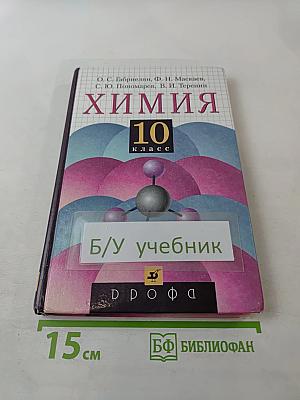 О. С. Габриелян, Ф. Н. Маскаев,
С. Ю. Пономарев, В. И. Теренин
ХИМИЯ
10
класс
Б/У учебник
ДРОФА
15 см
БФ БИБЛИОФАН